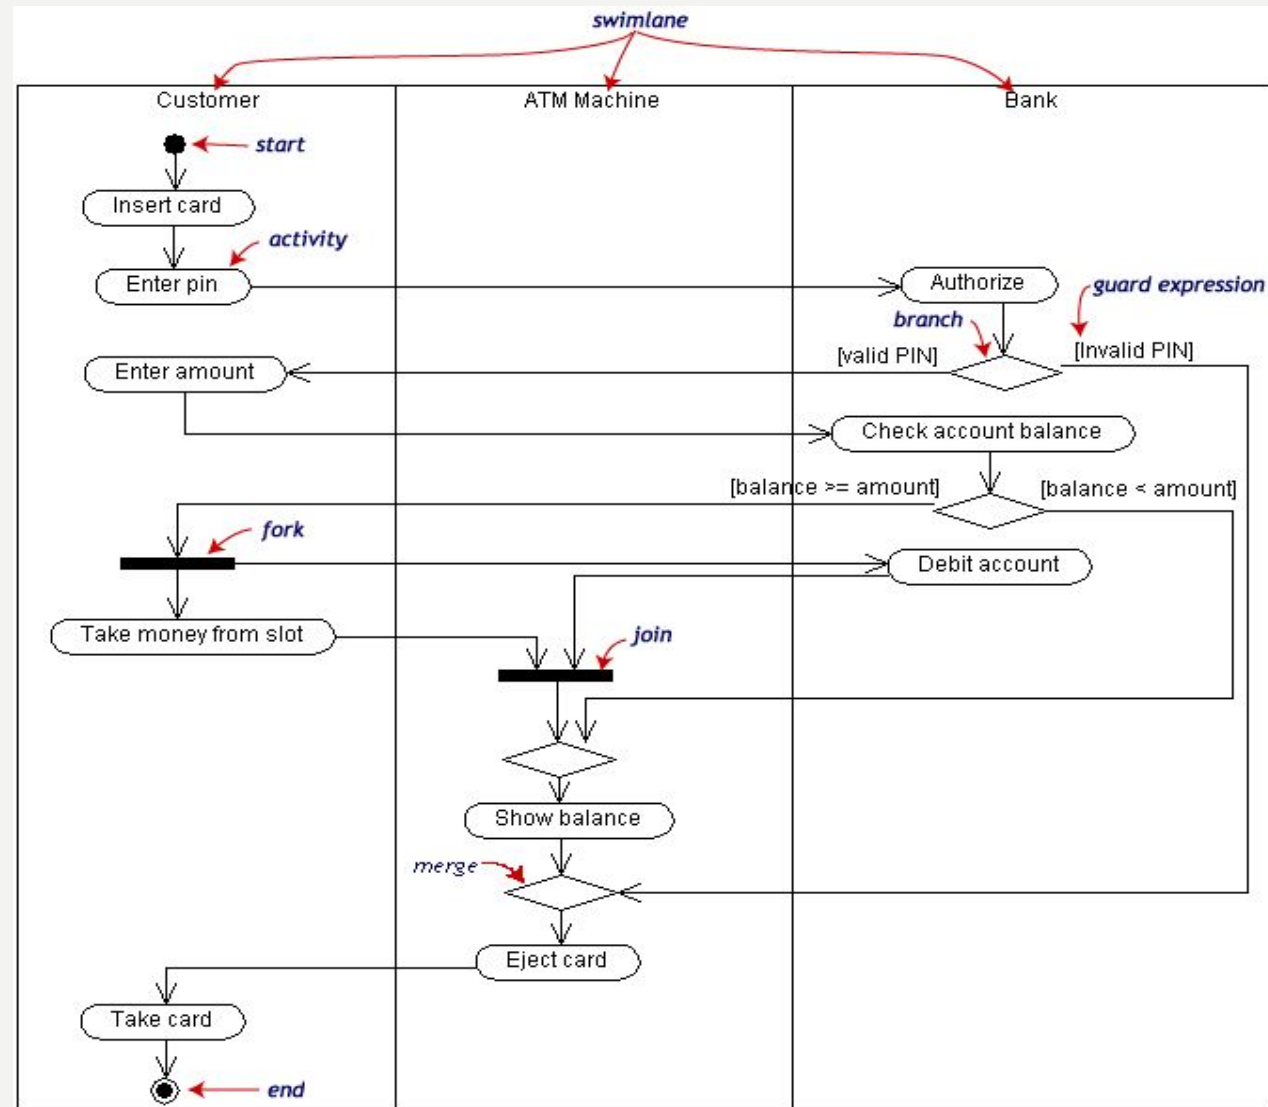 swimlane
Customer
ATM Machine
Bank
start
Insert card
activity
Enter pin
Authorize
guard expression
branch
[valid PIN]
[Invalid PIN]
Enter amount
Check account balance
[balance >= amount]
[balance < amount]
fork
Debit account
Take money from slot
join
Show balance
merge
Eject card
Take card
end